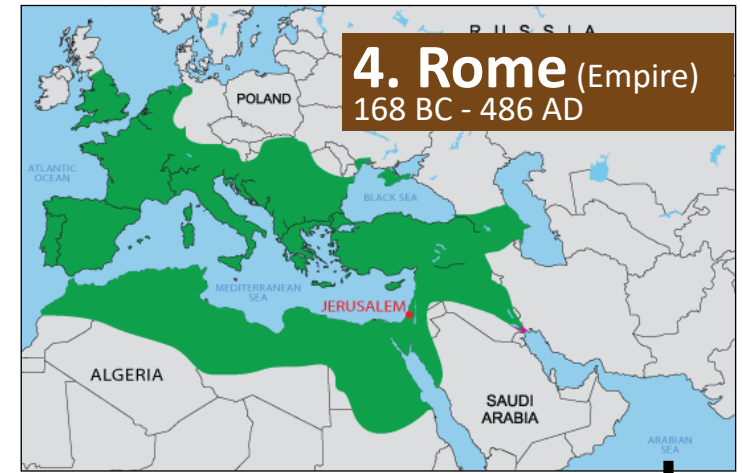 RUSSIA
4. Rome (Empire)
168 BC - 486 AD
POLAND
ATLANTIC
OCEAN
BLACK SEA
MEDITERRANEAN
SEA
JERUSALEM
ALGERIA
SAUDI
ARABIA
ARABIAN
SEA